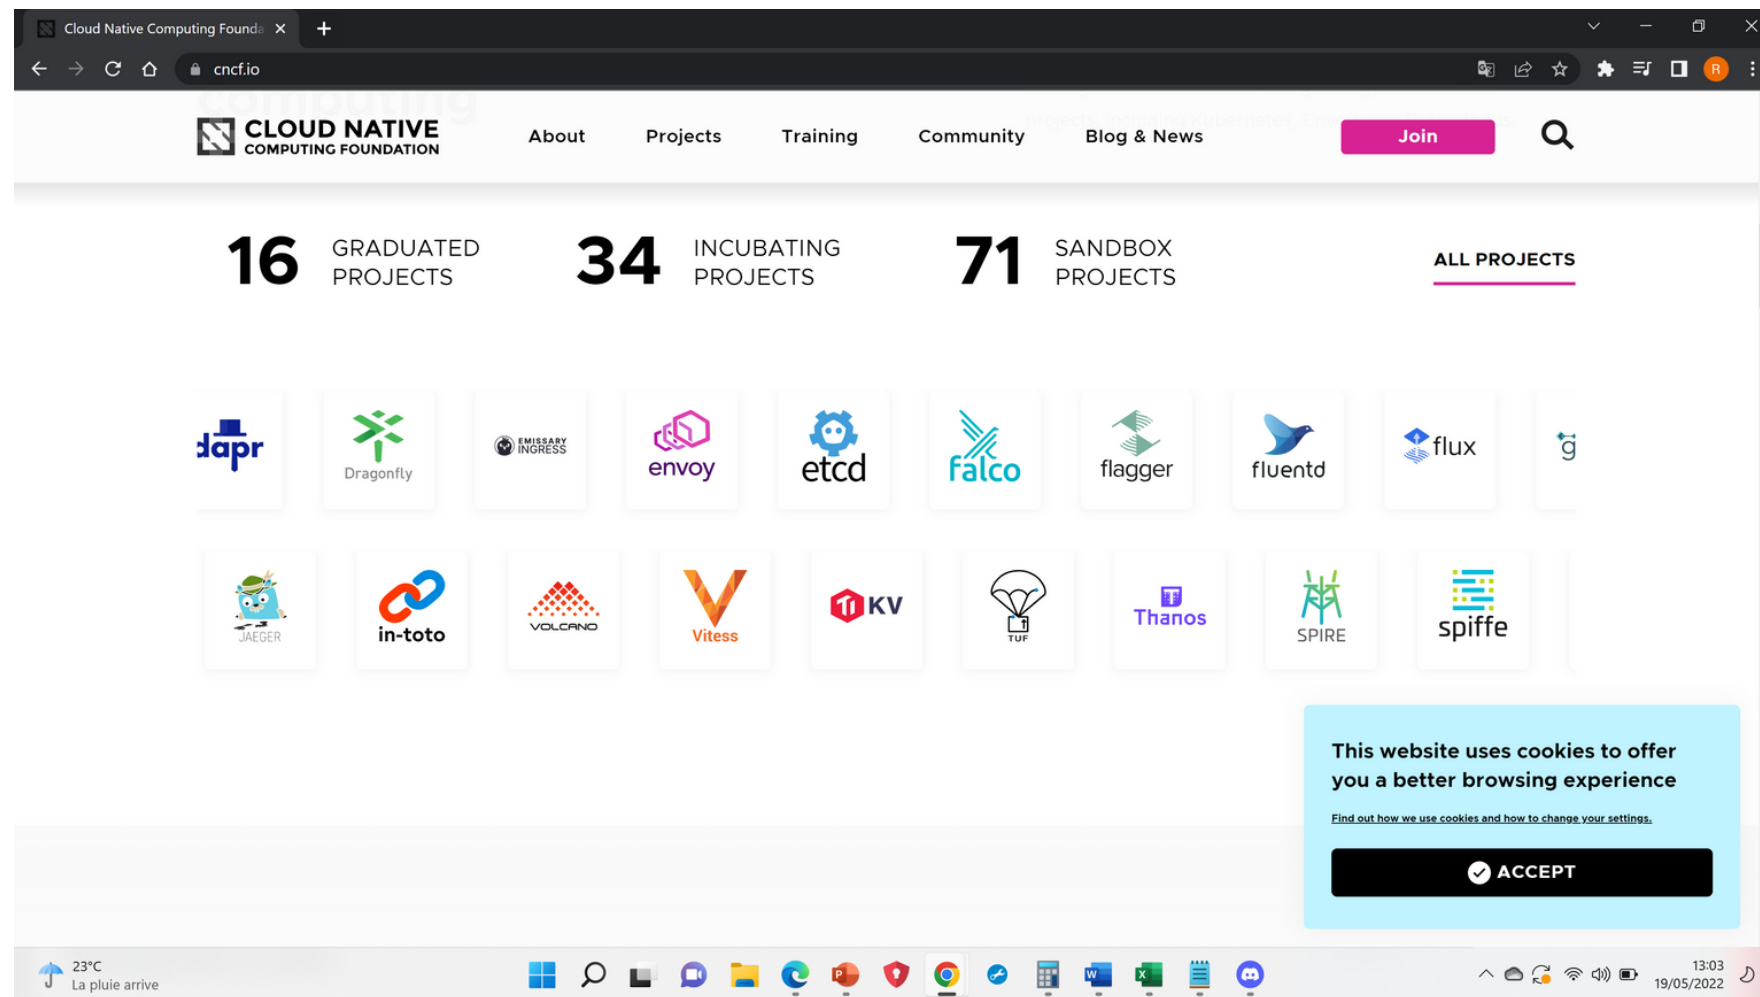 Cloud Native Computing Founda
cncf.io
computing
CLOUD NATIVE
COMPUTING FOUNDATION
About
Projects
Training
Community
Blog & News
Join
16 GRADUATED
PROJECTS
34 INCUBATING
PROJECTS
71 SANDBOX
PROJECTS
ALL PROJECTS
dapr
Dragonfly
EMISSARY
INGRESS
envoy
etcd
falco
flagger
fluentd
flux
g
JAEGER
in-toto
VOLCANO
Vitess
TiKV
TUF
Thanos
SPIRE
spiffe
This website uses cookies to offer
you a better browsing experience
Find out how we use cookies and how to change your settings.
ACCEPT
23°C
La pluie arrive
13:03
19/05/2022